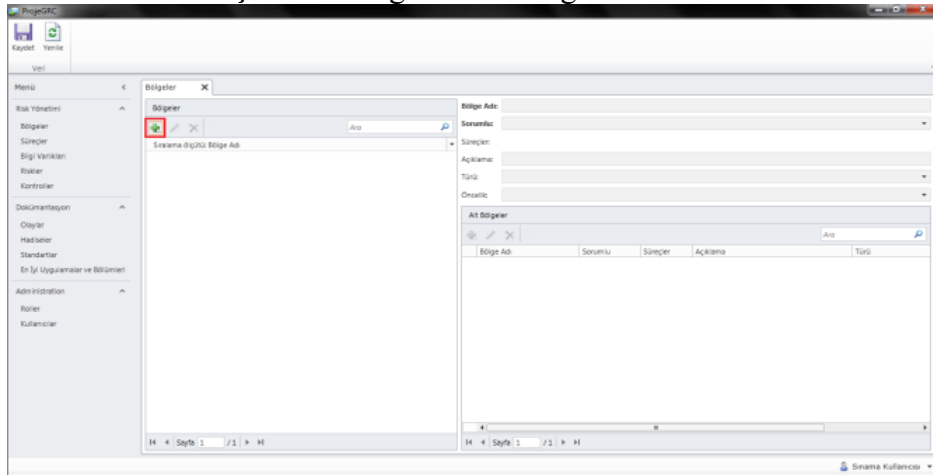 ProjeGRC
Kaydet Yenile
Veri
Menü
Bölgeler
Risk Yönetimi
Bölgeler
Süreçler
Bilgi Varlıkları
Riskler
Kontroller
Dokümantasyon
Olaylar
Hadiseler
Standartlar
En İyi Uygulamalar ve Bölümleri
Administration
Roller
Kullanıcılar
Bölgeler
Ara
Sıralama ölçütü: Bölge Adı
Sayfa 1 /1
Bölge Adı:
Sorumlu:
Süreçler:
Açıklama:
Türü:
Öncelik:
Alt Bölgeler
Ara
Bölge Adı Sorumlu Süreçler Açıklama Türü
Sayfa 1 /1
Sınama Kullanıcısı